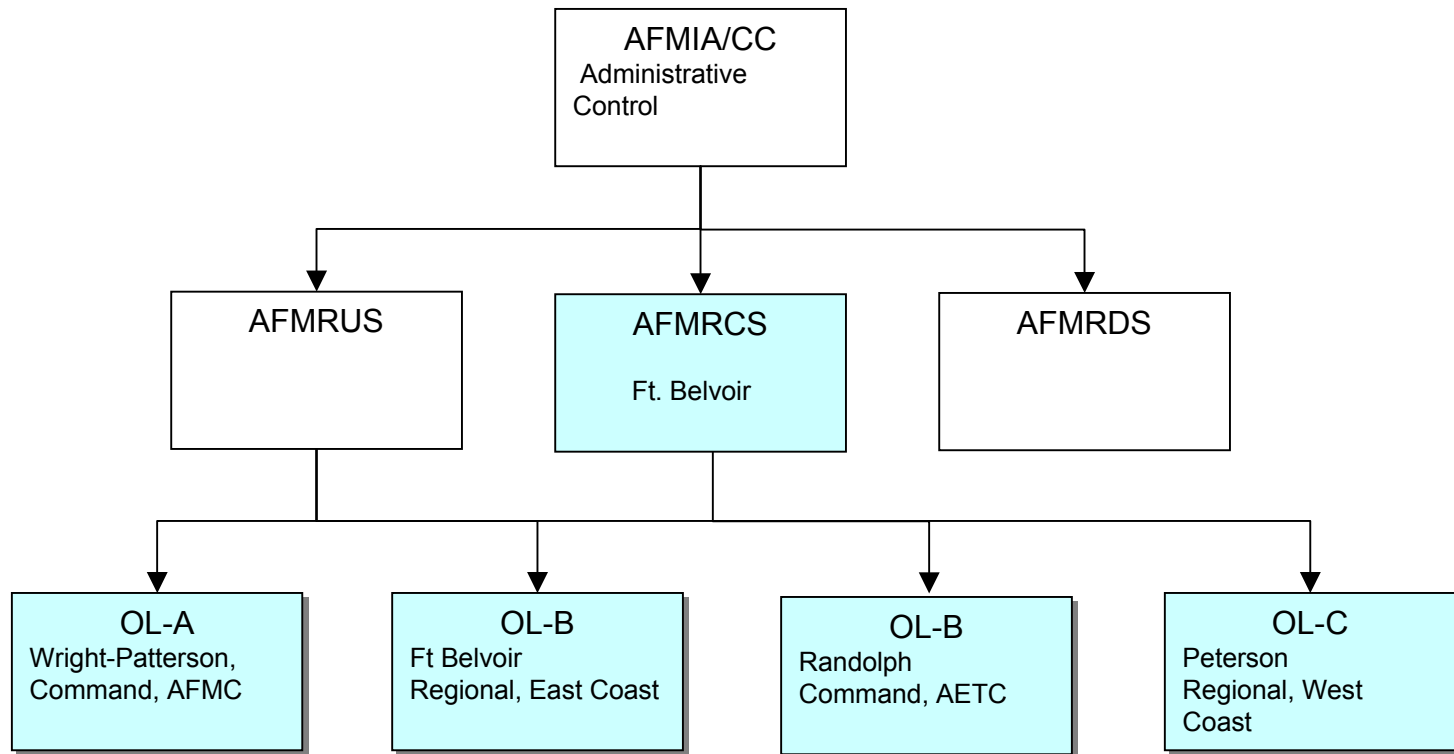 AFMIA/CC
Administrative
Control
AFMRUS
AFMRCS
Ft. Belvoir
AFMRDS
OL-A
Wright-Patterson,
Command, AFMC
OL-B
Ft Belvoir
Regional, East Coast
OL-B
Randolph
Command, AETC
OL-C
Peterson
Regional, West
Coast